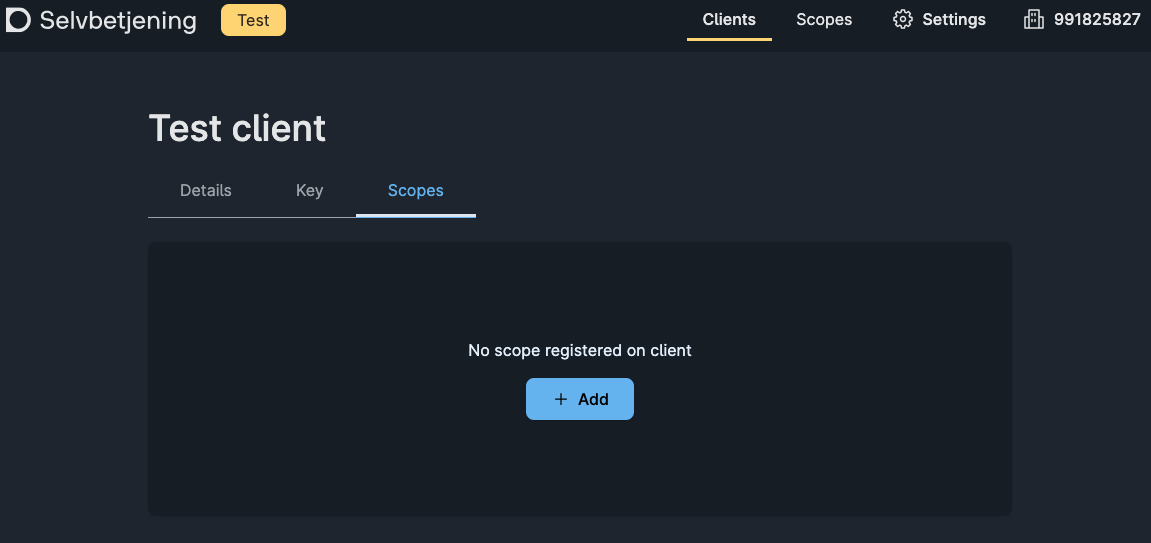 Selvbetjening Test Clients Scopes Settings 991825827
Test client
Details Key Scopes
No scope registered on client
+ Add